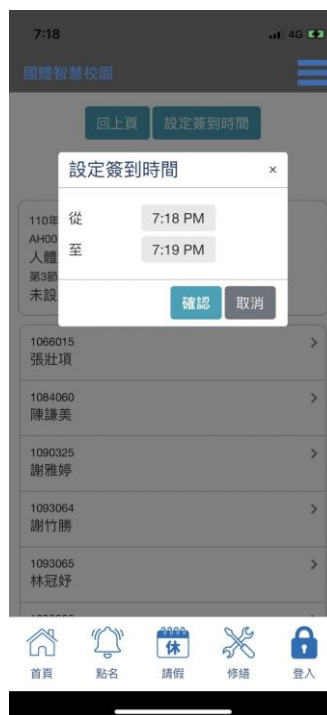 7:18
4G
國體智慧校園
回上頁
設定簽到時間
設定簽到時間
×
從
7:18 PM
至
7:19 PM
確認
取消
110年
AH00
人體
第3節
未設
1066015
張壯項
1084060
陳謙美
1090325
謝雅婷
1093064
謝竹勝
1093065
林冠妤
休
首頁
點名
請假
修繕
登入